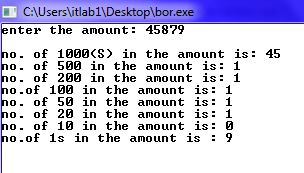 C:\Users\itlab1\Desktop\bor.exe
enter the amount: 45879
no. of 1000(S) in the amount is: 45
no. of 500 in the amount is: 1
no. of 200 in the amount is: 1
no.of 100 in the amount is: 1
no. of 50 in the amount is: 1
no. of 20 in the amount is: 1
no. of 10 in the amount is: 0
no.of 1s in the amount is : 9